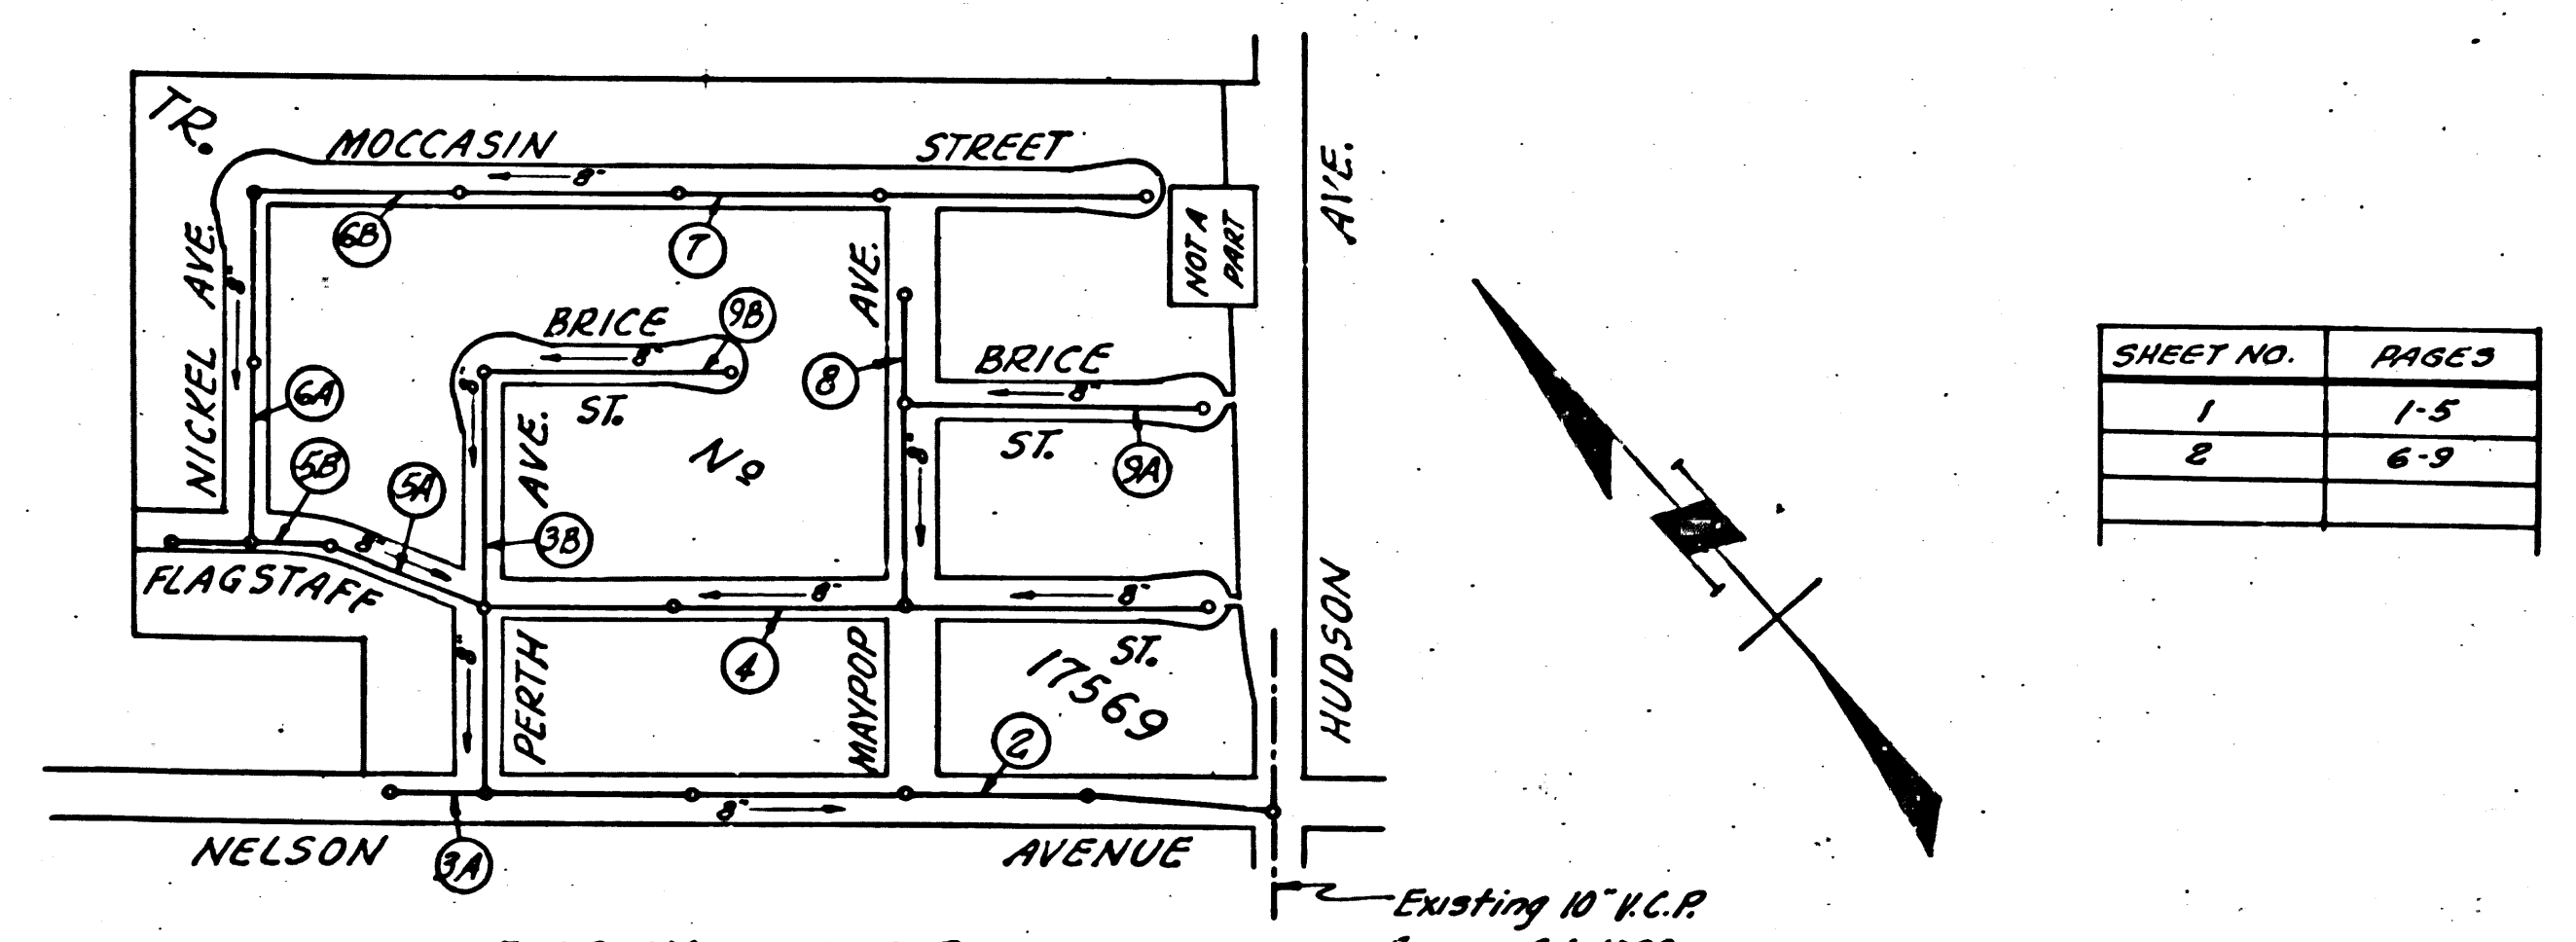 TR.
MOCCASIN STREET
8"
6B
7
NICKEL AVE.
8"
AVE.
NOT A
PART
AVE.
BRICE
9B
8"
8"
ST.
8
BRICE
8"
ST.
9A
6A
5B
5A
AVE.
No
8"
3B
8"
FLAGSTAFF
8"
8"
ST.
8"
4
PERTH
MAYPOP
17569
HUDSON
2
8"
NELSON AVENUE
3A
Existing 10" V.C.P.
SHEET NO. PAGES
1 1-5
2 6-9